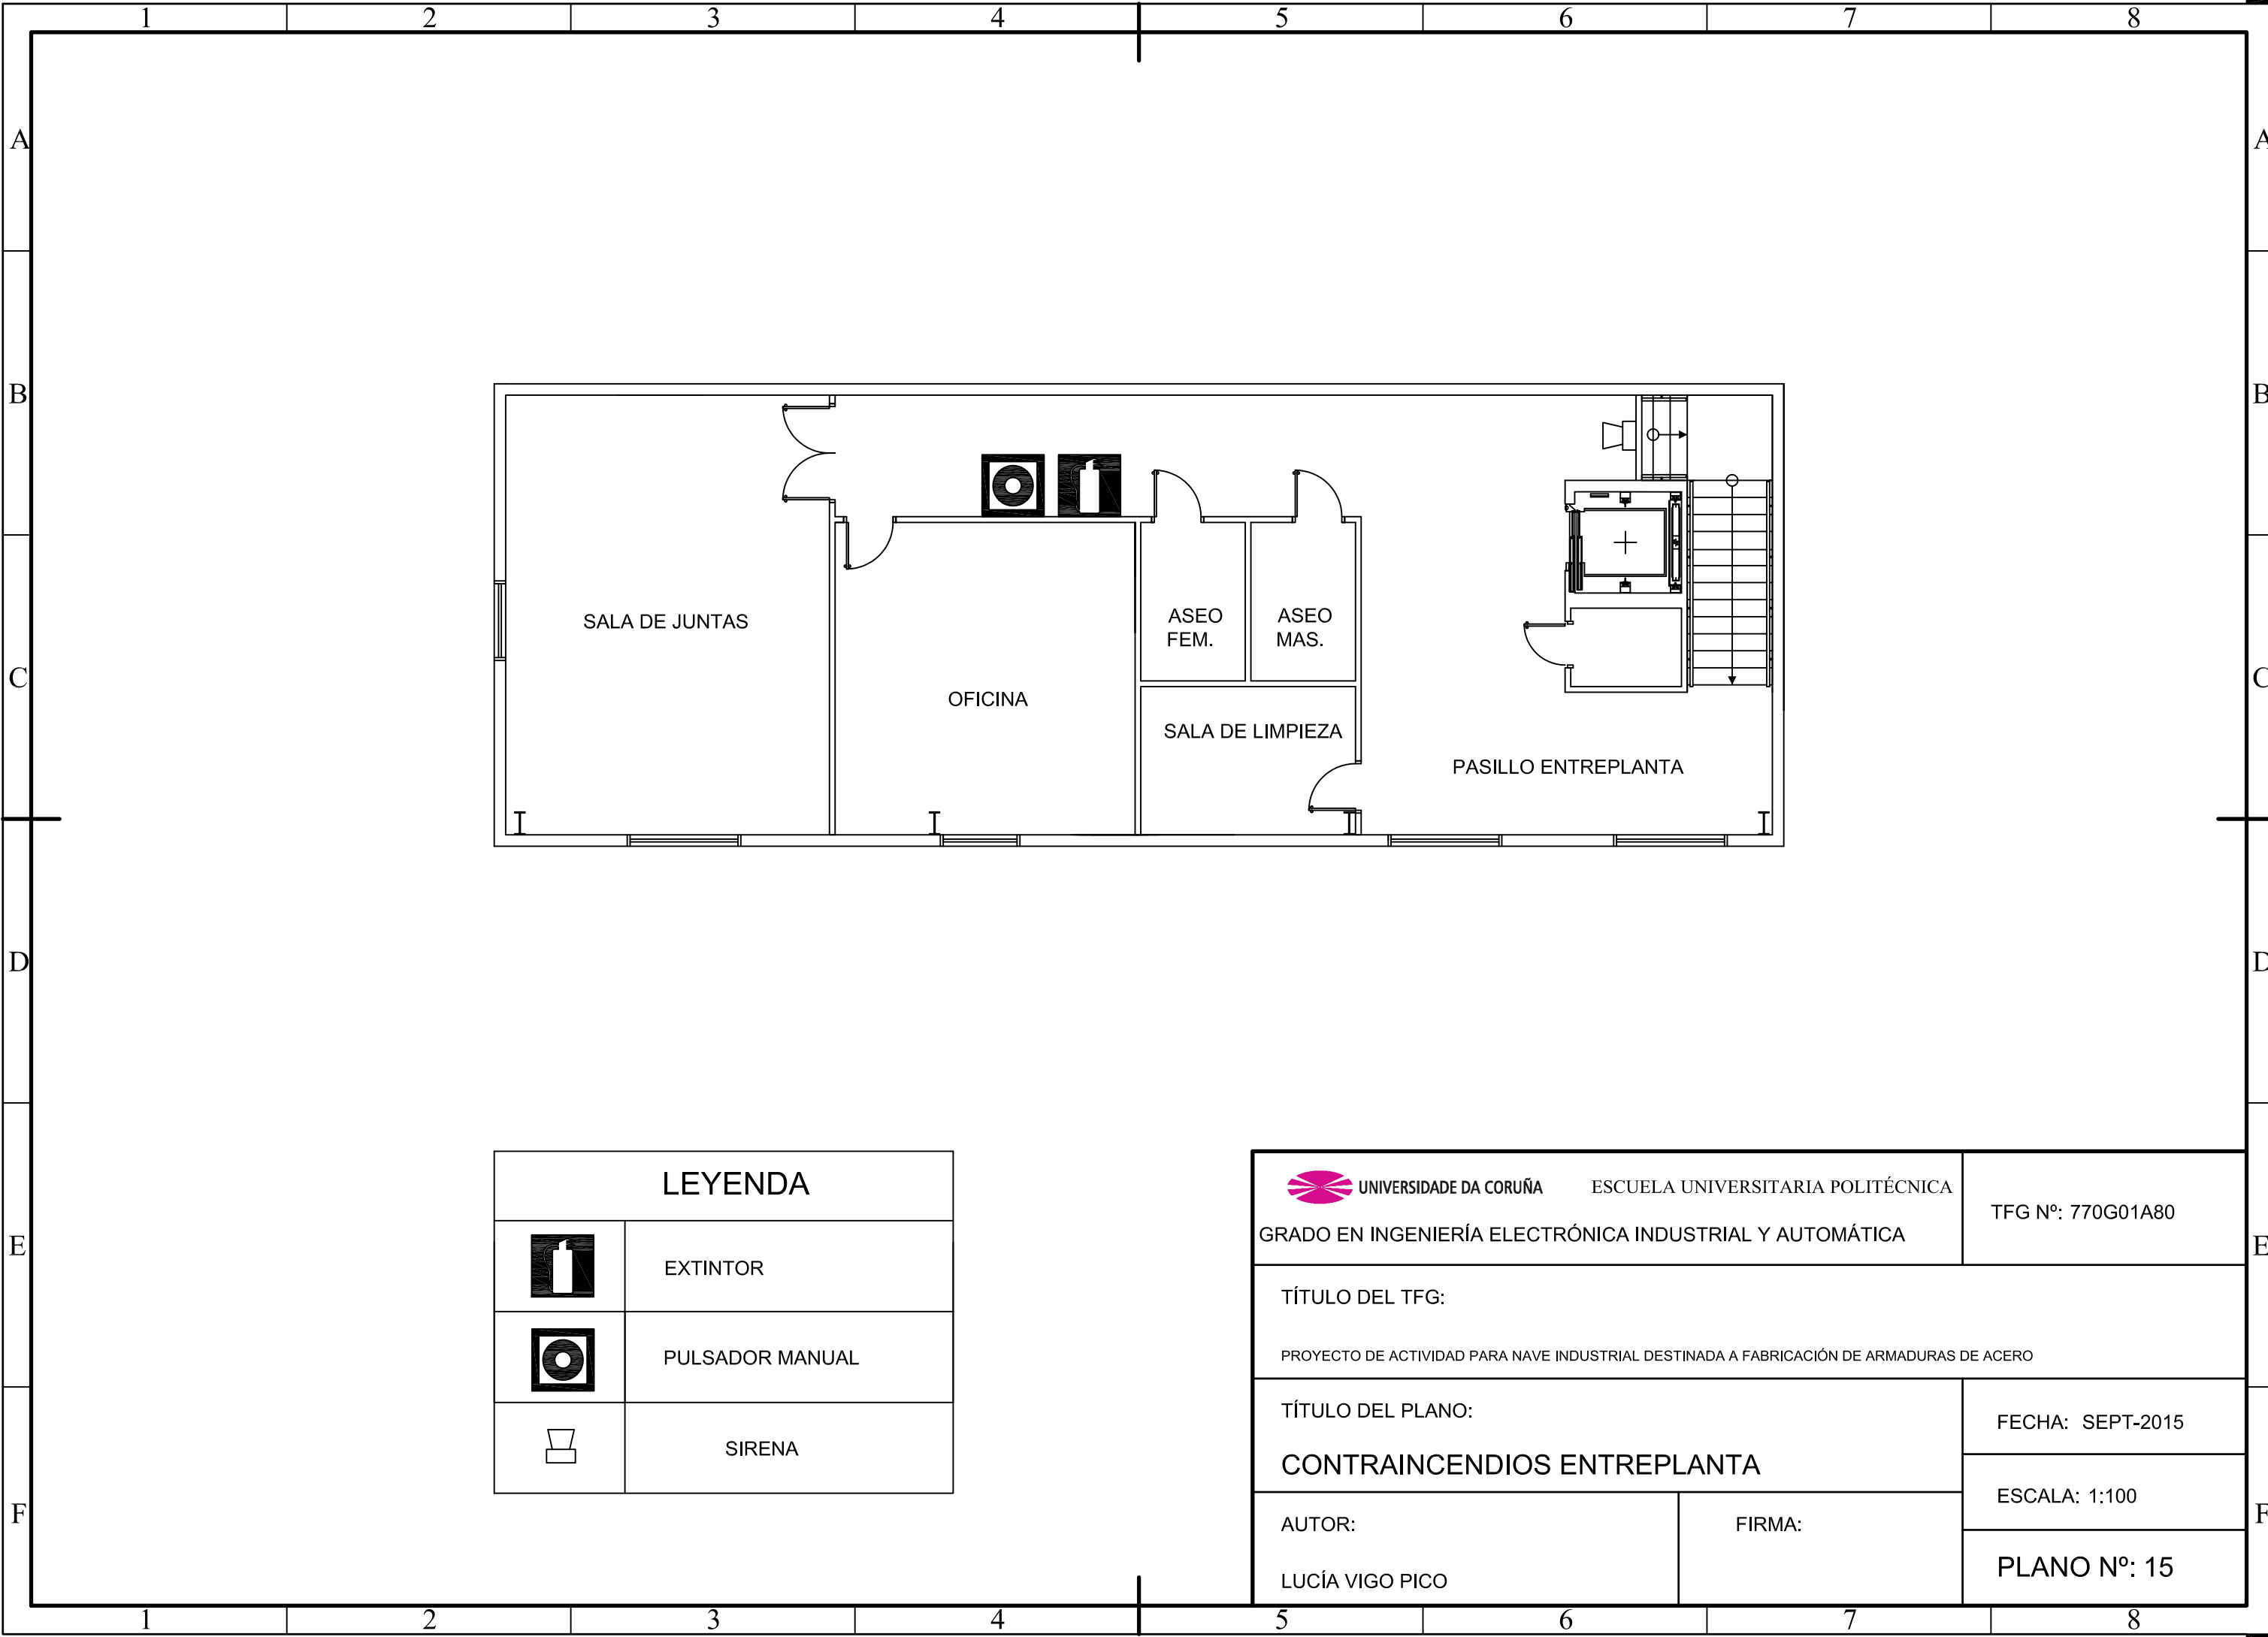 1 2 3 4 5 6 7 8
A A
B B
SALA DE JUNTAS
ASEO
FEM.
ASEO
MAS.
C C
OFICINA
SALA DE LIMPIEZA
PASILLO ENTREPLANTA
D D
LEYENDA
EXTINTOR
PULSADOR MANUAL
SIRENA
UNIVERSIDADE DA CORUÑA ESCUELA UNIVERSITARIA POLITÉCNICA
GRADO EN INGENIERÍA ELECTRÓNICA INDUSTRIAL Y AUTOMÁTICA
TFG Nº: 770G01A80
E E
TÍTULO DEL TFG:
PROYECTO DE ACTIVIDAD PARA NAVE INDUSTRIAL DESTINADA A FABRICACIÓN DE ARMADURAS DE ACERO
TÍTULO DEL PLANO:
CONTRAINCENDIOS ENTREPLANTA
FECHA: SEPT-2015
ESCALA: 1:100
F F
AUTOR:
LUCÍA VIGO PICO
FIRMA:
PLANO Nº: 15
1 2 3 4 5 6 7 8